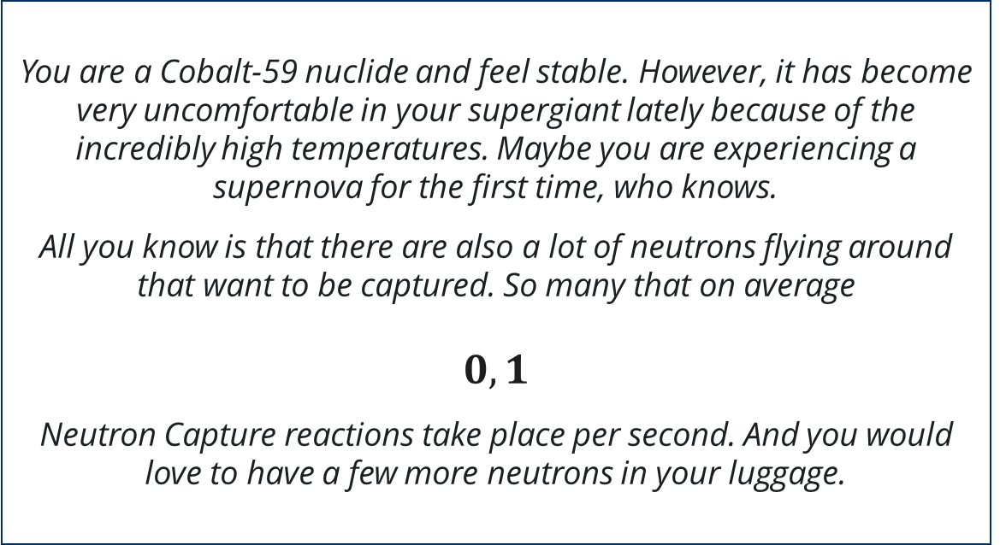 You are a Cobalt-59 nuclide and feel stable. However, it has become
very uncomfortable in your supergiant lately because of the
incredibly high temperatures. Maybe you are experiencing a
supernova for the first time, who knows.
All you know is that there are also a lot of neutrons flying around
that want to be captured. So many that on average
0, 1
Neutron Capture reactions take place per second. And you would
love to have a few more neutrons in your luggage.